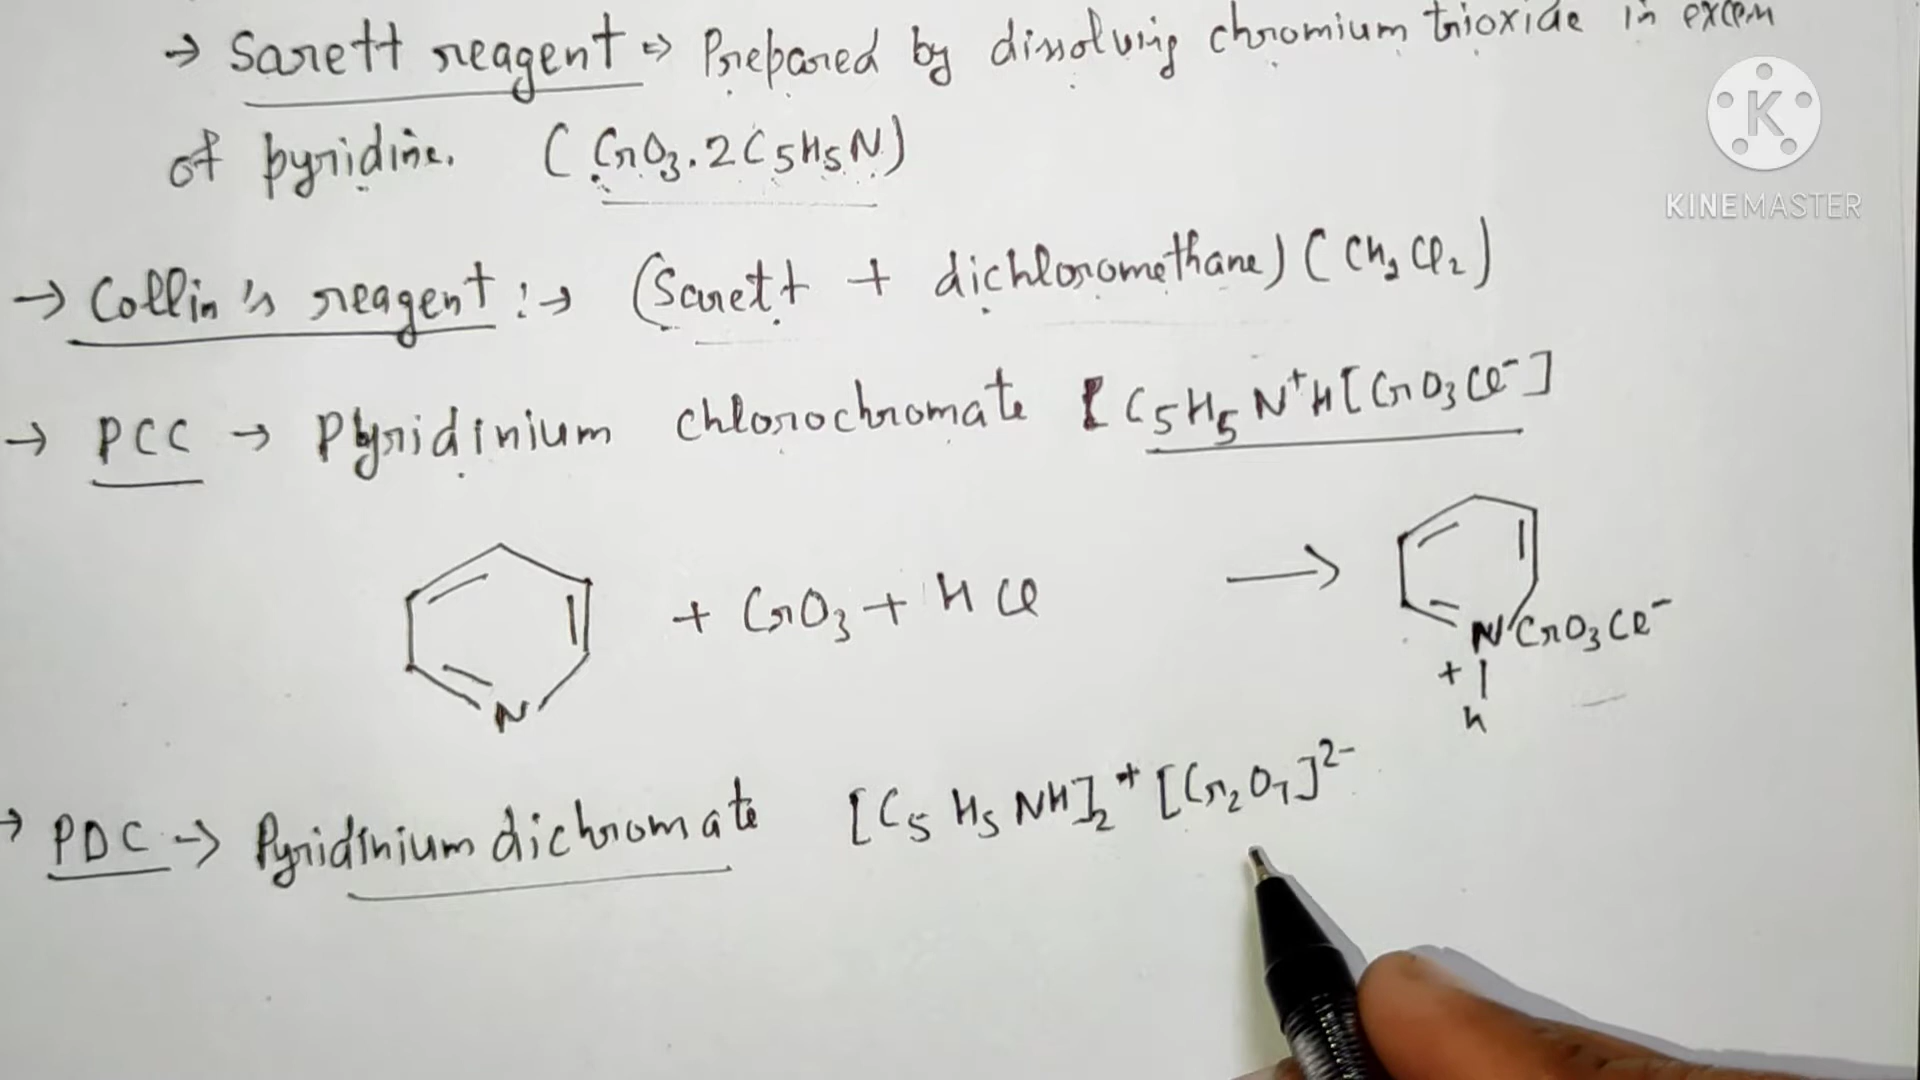 → Sarett reagent ⇒ Prepared by dissolving chromium trioxide in excess
of pyridine. (CrO₃.2C₅H₅N)
K
KINEMASTER
→ Collin's reagent :→ (Sarett + dichloromethane) (CH₂Cl₂)
→ PCC → Pyridinium chlorochromate [C₅H₅N⁺H[CrO₃Cl⁻]
N + CrO₃ + HCl → N CrO₃Cl⁻
+ H
→ PDC → Pyridinium dichromate [C₅H₅NH]₂⁺ [Cr₂O₇]²⁻